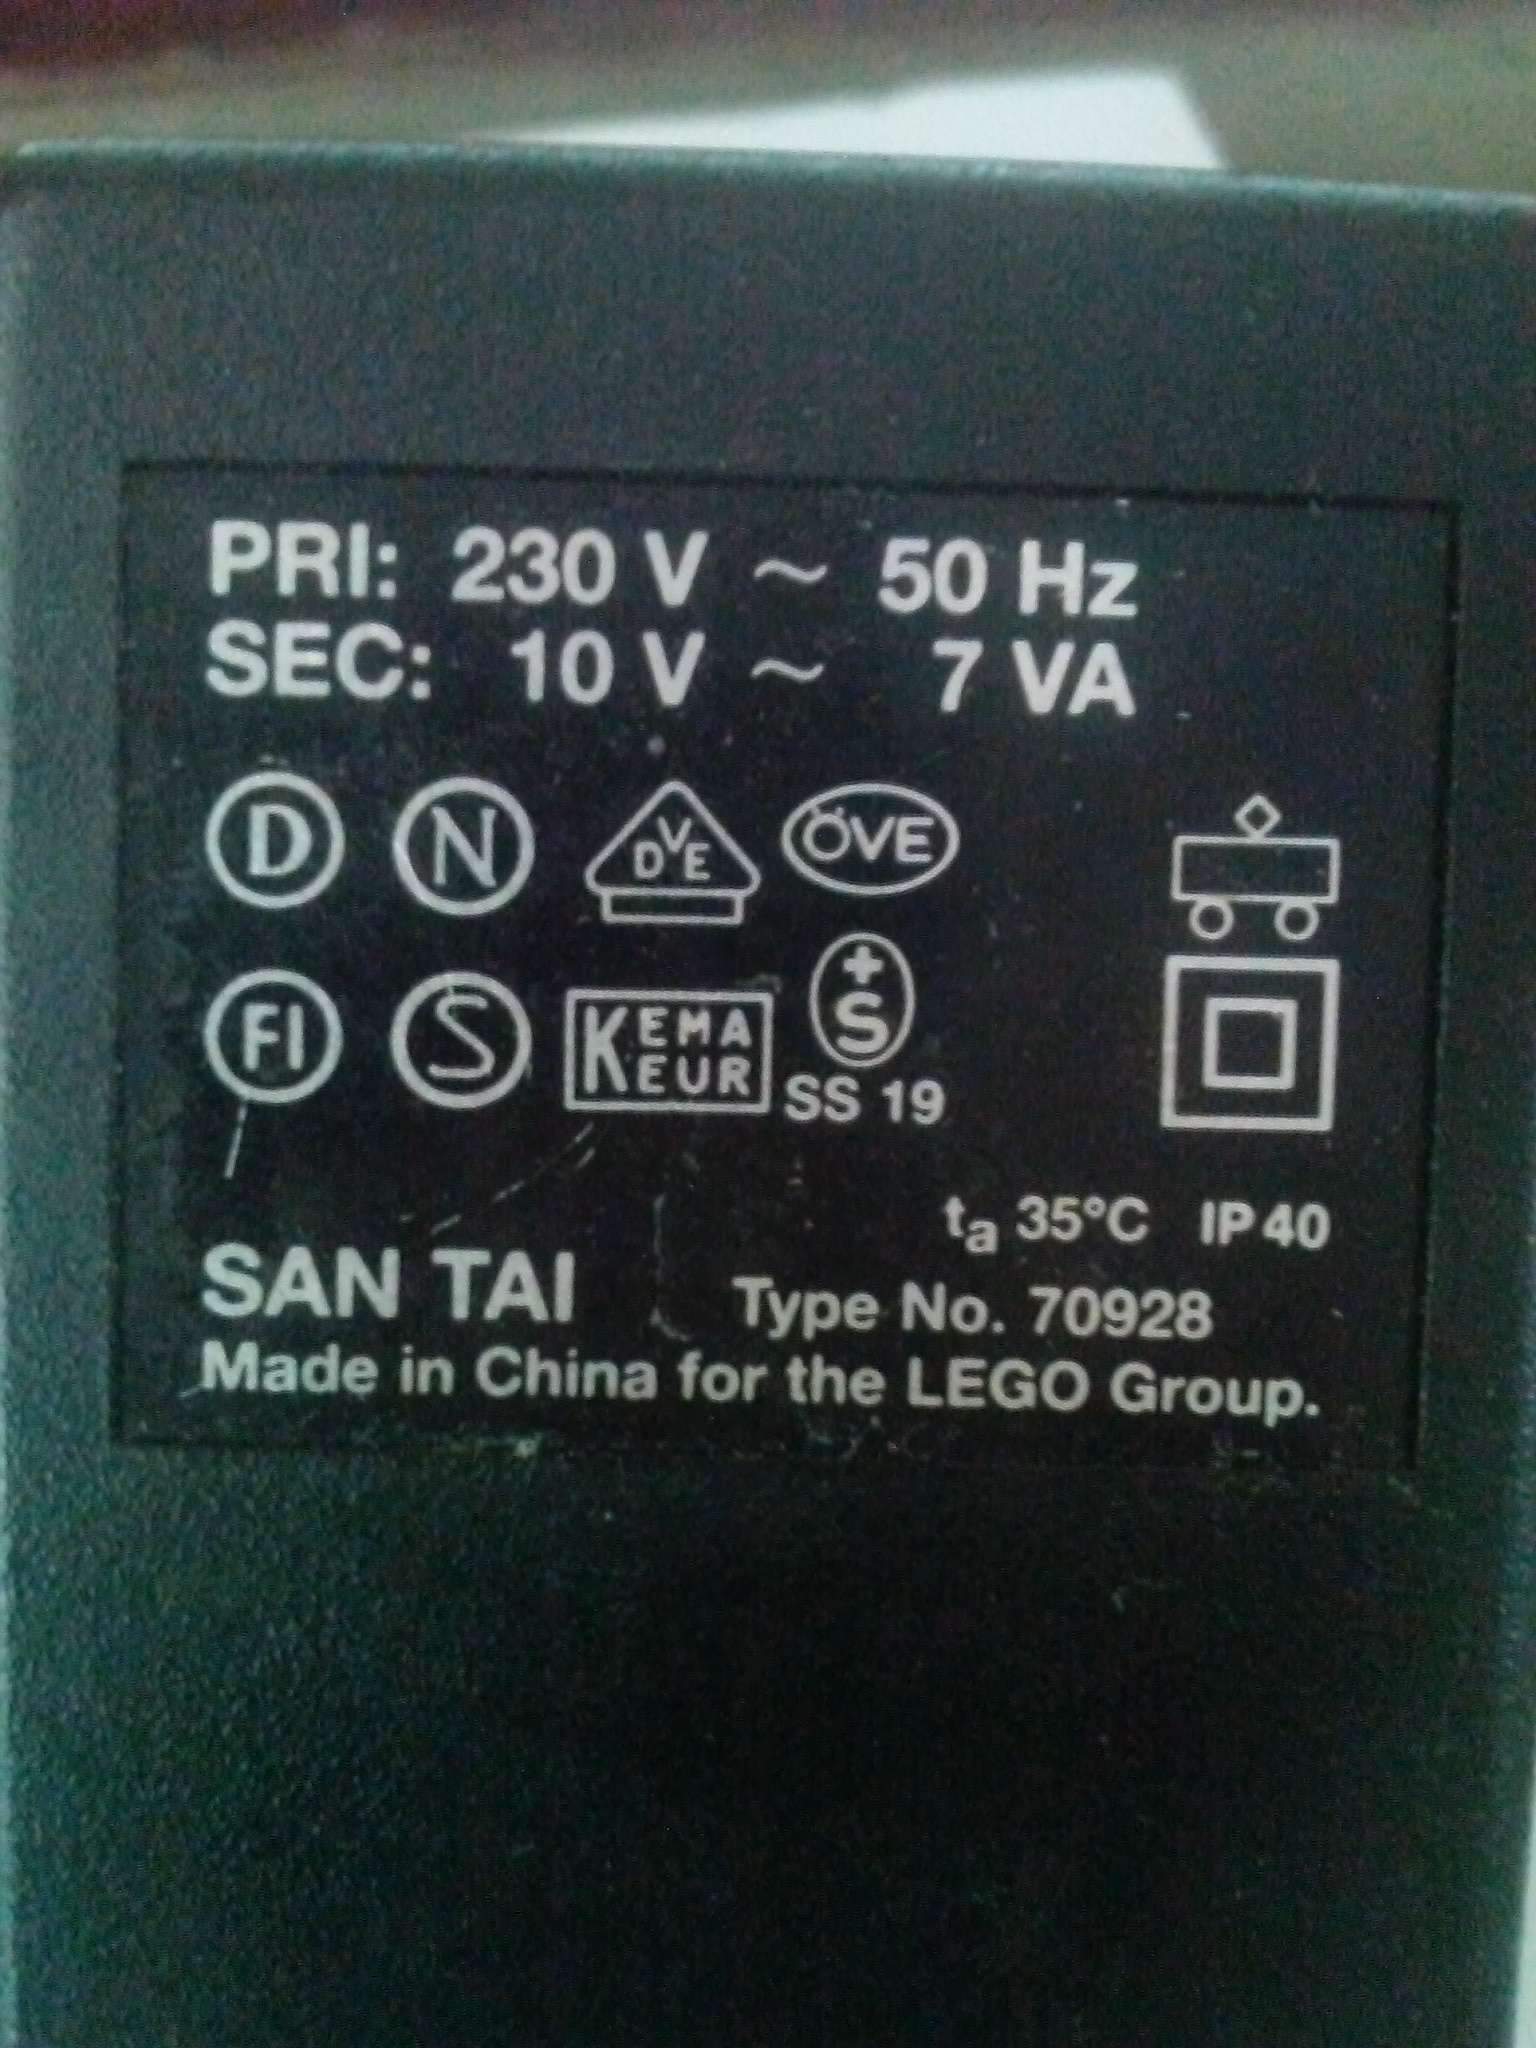 PRI: 230 V ~ 50 Hz
SEC: 10 V ~ 7 VA
D N DVE ÖVE
FI S KEMA KEUR +S
SS 19
ta 35°C IP40
SAN TAI Type No. 70928
Made in China for the LEGO Group.